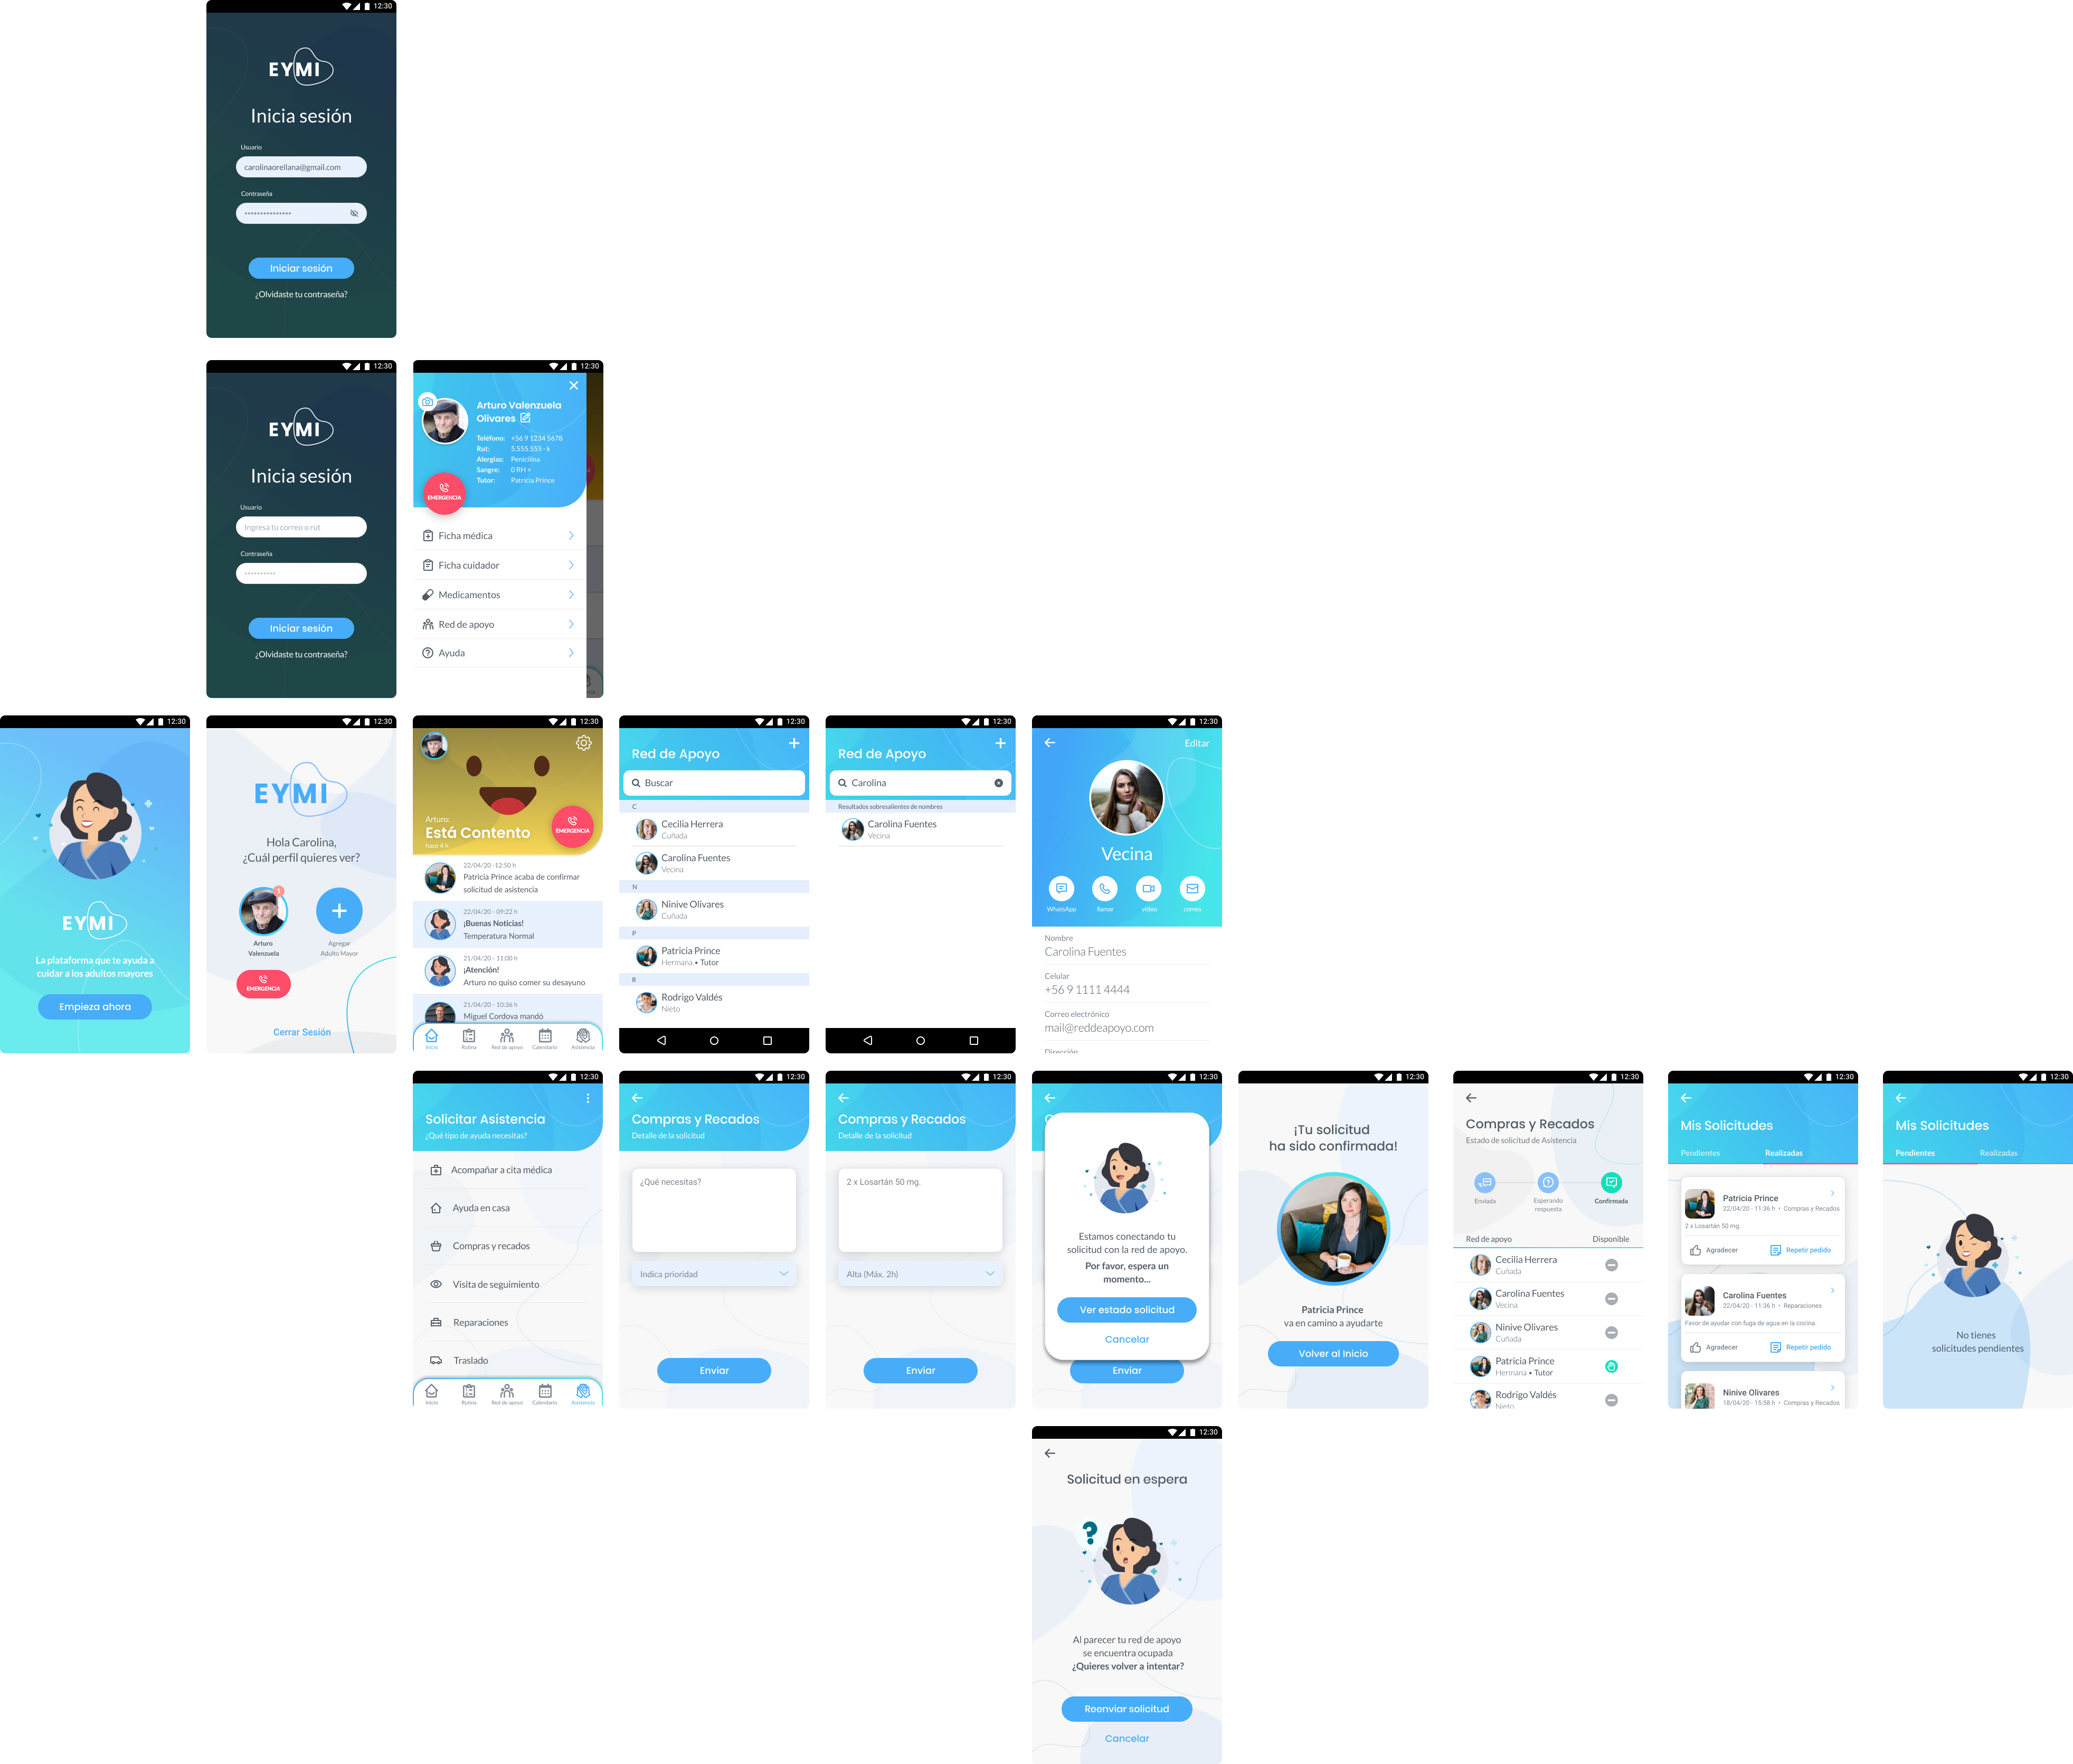 12:30
EYMI
Inicia sesión
Usuario
carolinaorellana@gmail.com
Contraseña
Iniciar sesión
¿Olvidaste tu contraseña?
12:30
EYMI
Inicia sesión
Usuario
Ingresa tu correo o rut
Contraseña
Iniciar sesión
¿Olvidaste tu contraseña?
12:30
Arturo Valenzuela
Olivares
Teléfono: +56 9 1234 5678
Rut: 5.555.555 - k
Alergias: Penicilina
Sangre: 0 RH +
Tutor: Patricia Prince
EMERGENCIA
Ficha médica
Ficha cuidador
Medicamentos
Red de apoyo
Ayuda
12:30
EYMI
La plataforma que te ayuda a
cuidar a los adultos mayores
Empieza ahora
12:30
EYMI
Hola Carolina,
¿Cuál perfil quieres ver?
1
Arturo
Valenzuela
Agregar
Adulto Mayor
EMERGENCIA
Cerrar Sesión
12:30
Arturo:
Está Contento
hace 4 h
EMERGENCIA
22/04/20 -12:50 h
Patricia Prince acaba de confirmar
solicitud de asistencia
22/04/20 - 09:22 h
¡Buenas Noticias!
Temperatura Normal
21/04/20 - 11:00 h
¡Atención!
Arturo no quiso comer su desayuno
21/04/20 - 10:36 h
Miguel Cordova mandó
Inicio
Rutina
Red de apoyo
Calendario
Asistencia
12:30
Red de Apoyo
Buscar
C
Cecilia Herrera
Cuñada
Carolina Fuentes
Vecina
N
Ninive Olivares
Cuñada
P
Patricia Prince
Hermana • Tutor
R
Rodrigo Valdés
Nieto
12:30
Red de Apoyo
Carolina
Resultados sobresalientes de nombres
Carolina Fuentes
Vecina
12:30
Editar
Vecina
WhatsApp
llamar
video
correo
Nombre
Carolina Fuentes
Celular
+56 9 1111 4444
Correo electrónico
mail@reddeapoyo.com
Dirección
12:30
Solicitar Asistencia
¿Qué tipo de ayuda necesitas?
Acompañar a cita médica
Ayuda en casa
Compras y recados
Visita de seguimiento
Reparaciones
Traslado
Inicio
Rutina
Red de apoyo
Calendario
Asistencia
12:30
Compras y Recados
Detalle de la solicitud
¿Qué necesitas?
Indica prioridad
Enviar
12:30
Compras y Recados
Detalle de la solicitud
2 x Losartán 50 mg.
Alta (Máx. 2h)
Enviar
12:30
Estamos conectando tu
solicitud con la red de apoyo.
Por favor, espera un
momento...
Ver estado solicitud
Cancelar
Enviar
12:30
¡Tu solicitud
ha sido confirmada!
Patricia Prince
va en camino a ayudarte
Volver al Inicio
12:30
Compras y Recados
Estado de solicitud de Asistencia
Enviada
Esperando
respuesta
Confirmada
Red de apoyo
Disponible
Cecilia Herrera
Cuñada
Carolina Fuentes
Vecina
Ninive Olivares
Cuñada
Patricia Prince
Hermana • Tutor
Rodrigo Valdés
Nieto
12:30
Mis Solicitudes
Pendientes
Realizadas
Patricia Prince
22/04/20 - 11:36 h • Compras y Recados
2 x Losartán 50 mg.
Agradecer
Repetir pedido
Carolina Fuentes
22/04/20 - 11:36 h • Reparaciones
Favor de ayudar con fuga de agua en la cocina.
Agradecer
Repetir pedido
Ninive Olivares
18/04/20 - 15:58 h • Compras y Recados
12:30
Mis Solicitudes
Pendientes
Realizadas
No tienes
solicitudes pendientes
12:30
Solicitud en espera
?
Al parecer tu red de apoyo
se encuentra ocupada
¿Quieres volver a intentar?
Reenviar solicitud
Cancelar